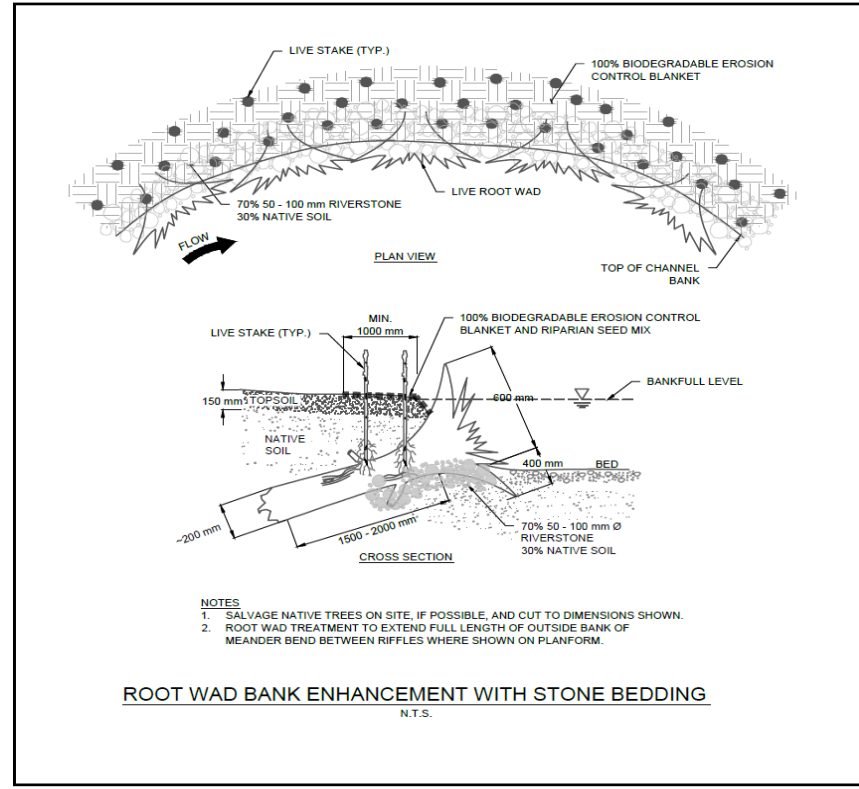 LIVE STAKE (TYP.)
100% BIODEGRADABLE EROSION
CONTROL BLANKET
LIVE ROOT WAD
70% 50 - 100 mm RIVERSTONE
30% NATIVE SOIL
FLOW
PLAN VIEW
TOP OF CHANNEL
BANK
MIN.
1000 mm
100% BIODEGRADABLE EROSION CONTROL
BLANKET AND RIPARIAN SEED MIX
LIVE STAKE (TYP.)
BANKFULL LEVEL
150 mm
TOPSOIL
600 mm
NATIVE
SOIL
400 mm
BED
~200 mm
1500 - 2000 mm
70% 50 - 100 mm Ø
RIVERSTONE
30% NATIVE SOIL
CROSS SECTION
NOTES
1. SALVAGE NATIVE TREES ON SITE, IF POSSIBLE, AND CUT TO DIMENSIONS SHOWN.
2. ROOT WAD TREATMENT TO EXTEND FULL LENGTH OF OUTSIDE BANK OF
MEANDER BEND BETWEEN RIFFLES WHERE SHOWN ON PLANFORM.
ROOT WAD BANK ENHANCEMENT WITH STONE BEDDING
N.T.S.